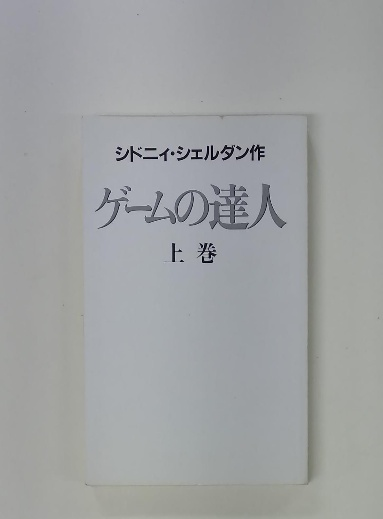 シドニィ・シェルダン作
ゲームの達人
上巻